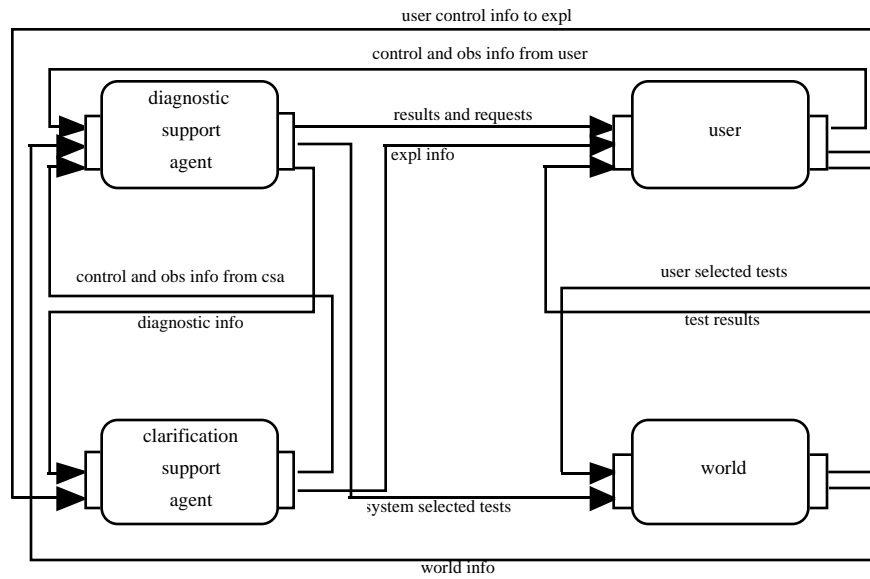 user control info to expl
control and obs info from user
diagnostic
support
agent
results and requests
expl info
user
control and obs info from csa
diagnostic info
user selected tests
test results
clarification
support
agent
world
system selected tests
world info